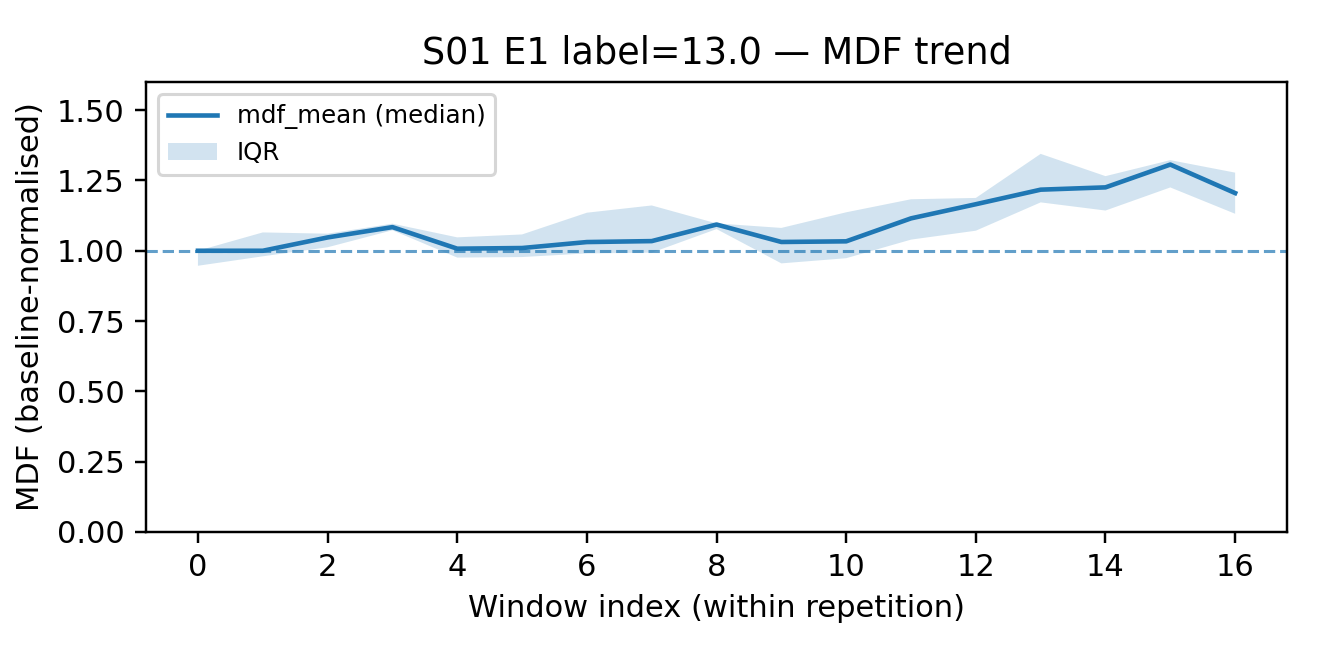 S01 E1 label=13.0 — MDF trend
mdf_mean (median)
IQR
MDF (baseline-normalised)
1.50
1.25
1.00
0.75
0.50
0.25
0.00
0 2 4 6 8 10 12 14 16
Window index (within repetition)